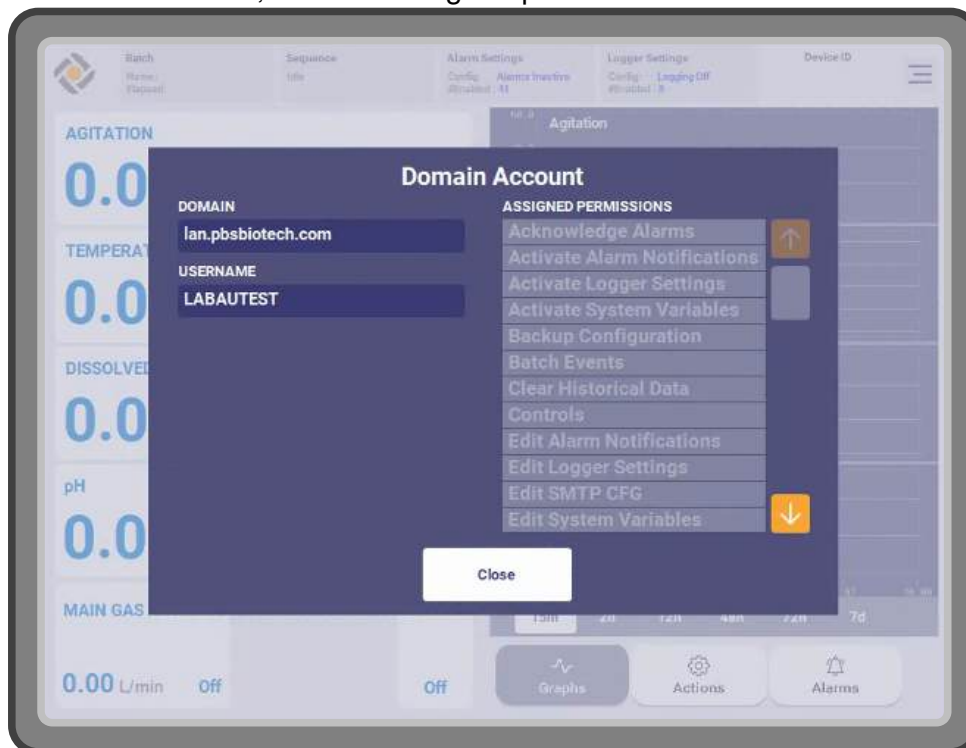 Batch
Name:
Elapsed:
Sequence
Idle
Alarm Settings
Config: Alarms Inactive
Logger Settings
Config: Logging Off
Device ID
AGITATION
0.0
TEMPERAT
0.0
DISSOLVED
0.0
pH
0.0
MAIN GAS
0.00 L/min Off
Off
Agitation
Domain Account
DOMAIN
lan.pbsbiotech.com
USERNAME
LABAUTEST
ASSIGNED PERMISSIONS
Acknowledge Alarms
Activate Alarm Notifications
Activate Logger Settings
Activate System Variables
Backup Configuration
Batch Events
Clear Historical Data
Controls
Edit Alarm Notifications
Edit Logger Settings
Edit SMTP CFG
Edit System Variables
Close
15m 2h 12h 48h 72h 7d
Graphs
Actions
Alarms